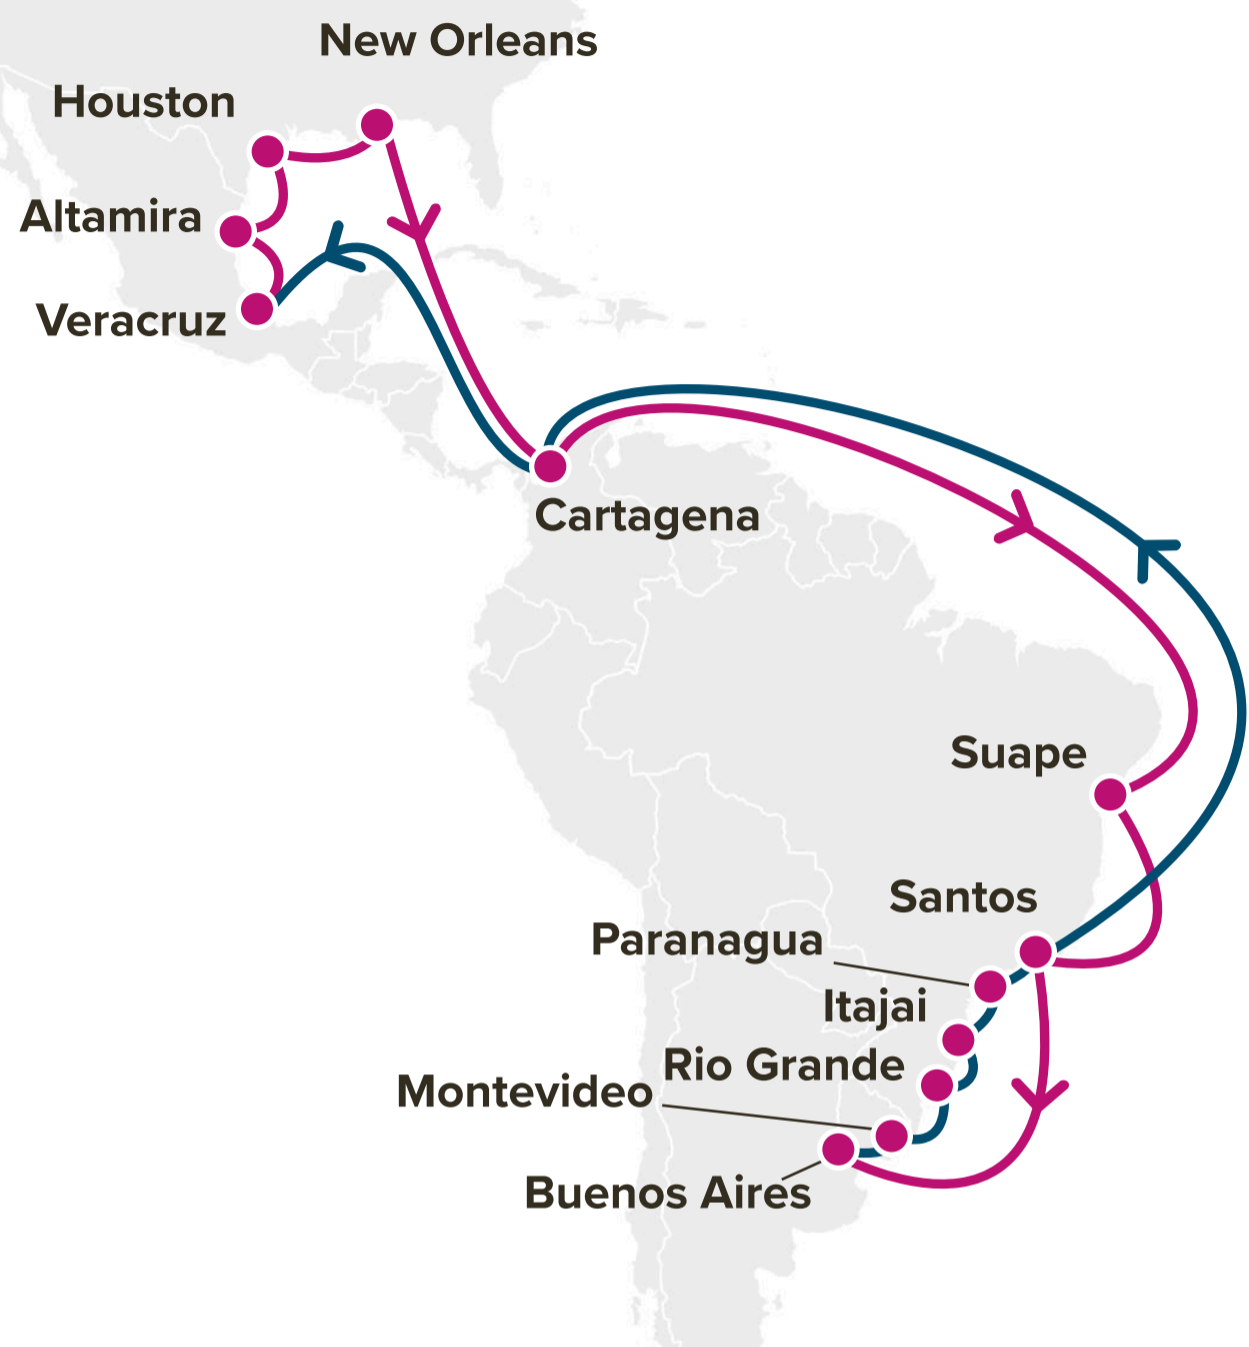 New Orleans
Houston
Altamira
Veracruz
Cartagena
Suape
Santos
Paranagua
Itajai
Rio Grande
Montevideo
Buenos Aires